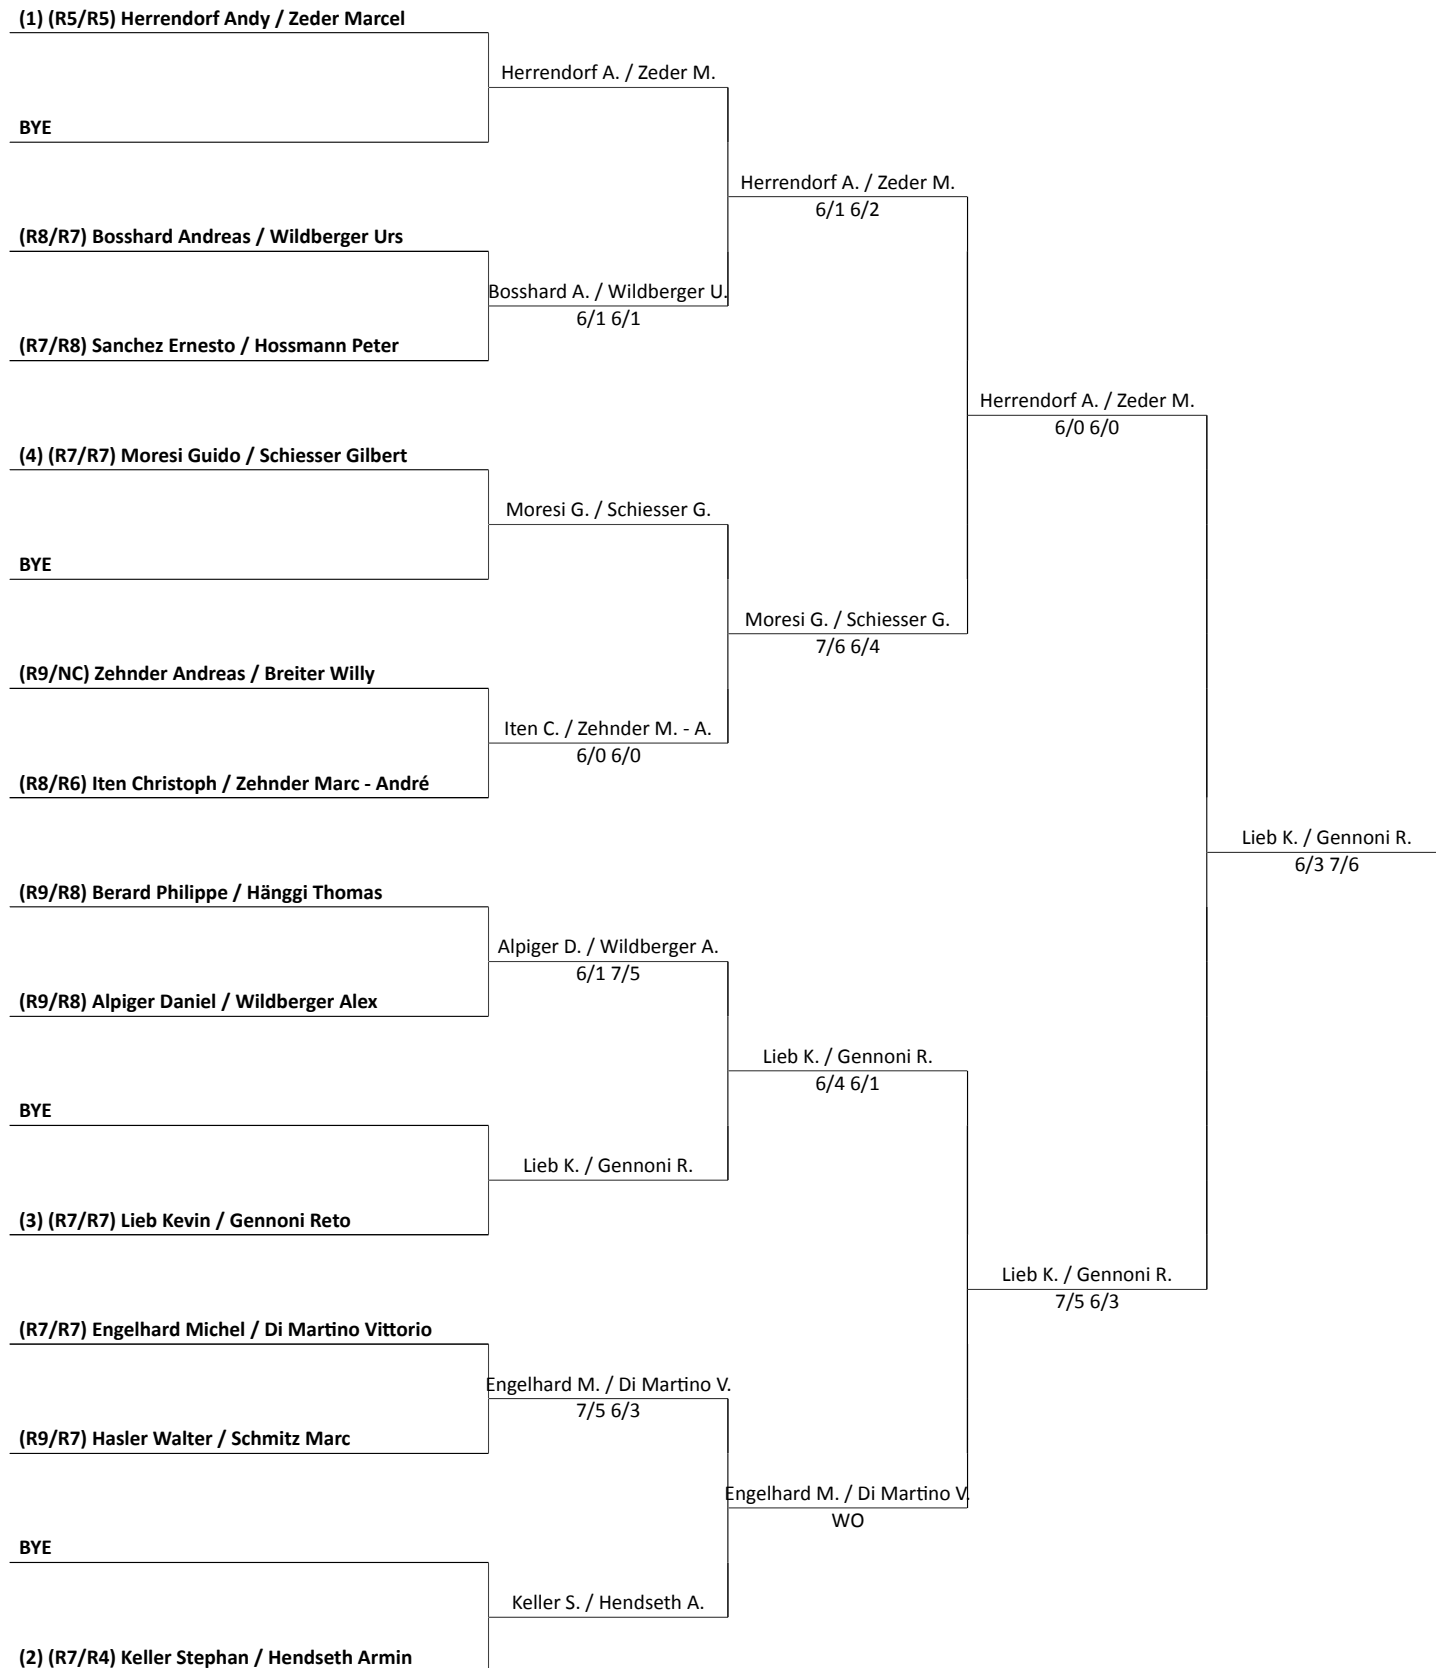 (1) (R5/R5) Herrendorf Andy / Zeder Marcel
Herrendorf A. / Zeder M.
BYE
Herrendorf A. / Zeder M.
6/1 6/2
(R8/R7) Bosshard Andreas / Wildberger Urs
Bosshard A. / Wildberger U.
6/1 6/1
(R7/R8) Sanchez Ernesto / Hossmann Peter
Herrendorf A. / Zeder M.
6/0 6/0
(4) (R7/R7) Moresi Guido / Schiesser Gilbert
Moresi G. / Schiesser G.
BYE
Moresi G. / Schiesser G.
7/6 6/4
(R9/NC) Zehnder Andreas / Breiter Willy
Iten C. / Zehnder M. - A.
6/0 6/0
(R8/R6) Iten Christoph / Zehnder Marc - André
Lieb K. / Gennoni R.
6/3 7/6
(R9/R8) Berard Philippe / Hänggi Thomas
Alpiger D. / Wildberger A.
6/1 7/5
(R9/R8) Alpiger Daniel / Wildberger Alex
Lieb K. / Gennoni R.
6/4 6/1
BYE
Lieb K. / Gennoni R.
(3) (R7/R7) Lieb Kevin / Gennoni Reto
Lieb K. / Gennoni R.
7/5 6/3
(R7/R7) Engelhard Michel / Di Martino Vittorio
Engelhard M. / Di Martino V.
7/5 6/3
(R9/R7) Hasler Walter / Schmitz Marc
Engelhard M. / Di Martino V.
WO
BYE
Keller S. / Hendseth A.
(2) (R7/R4) Keller Stephan / Hendseth Armin